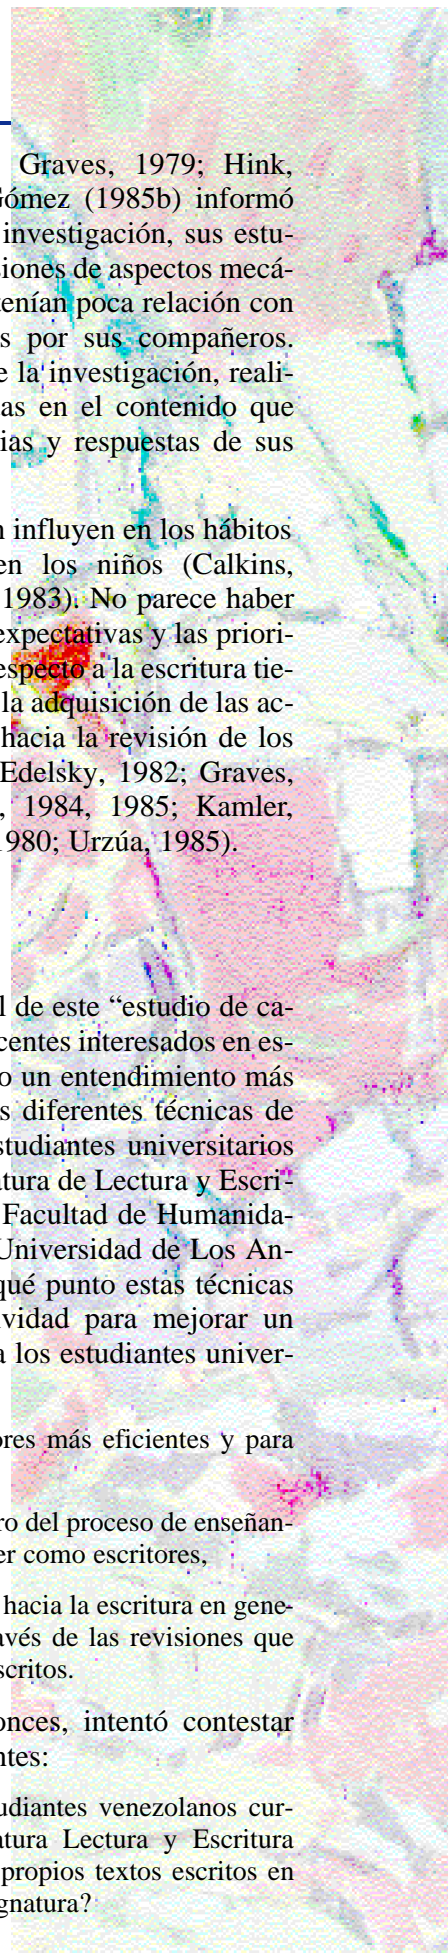 Graves, 1979; Hink,
Gómez (1985b) informó
investigación, sus estu-
siones de aspectos mecá-
tenían poca relación con
s por sus compañeros.
e la investigación, reali-
as en el contenido que
ias y respuestas de sus
n influyen en los hábitos
en los niños (Calkins,
1983). No parece haber
expectativas y las priori-
especto a la escritura tie-
la adquisición de las ac-
hacia la revisión de los
Edelsky, 1982; Graves,
, 1984, 1985; Kamler,
1980; Urzúa, 1985).
l de este “estudio de ca-
centes interesados en es-
o un entendimiento más
s diferentes técnicas de
studiantes universitarios
atura de Lectura y Escri-
Facultad de Humanida-
Universidad de Los An-
qué punto estas técnicas
ividad para mejorar un
a los estudiantes univer-
ores más eficientes y para
ro del proceso de enseñan-
er como escritores,
hacia la escritura en gene-
avés de las revisiones que
scritos.
onces, intentó contestar
ntes:
udiantes venezolanos cur-
atura Lectura y Escritura
propios textos escritos en
gnatura?